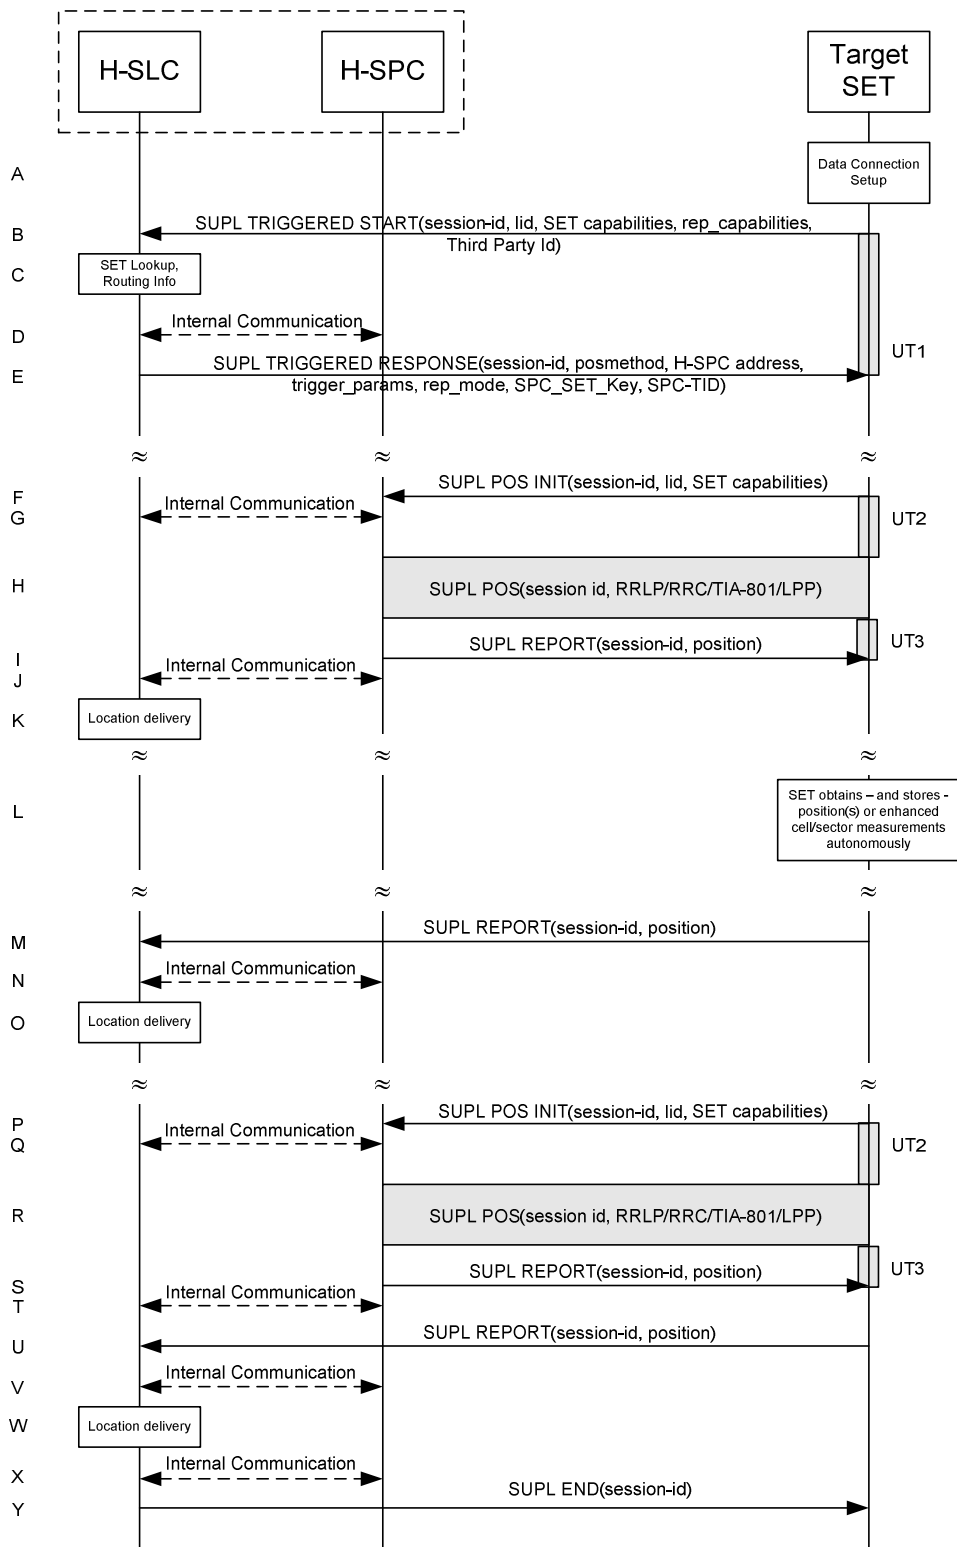 H-SLC
H-SPC
Target
SET
A
Data Connection
Setup
SUPL TRIGGERED START(session-id, lid, SET capabilities, rep_capabilities,
Third Party Id)
B
C
SET Lookup,
Routing Info
Internal Communication
D
UT1
SUPL TRIGGERED RESPONSE(session-id, posmethod, H-SPC address,
trigger_params, rep_mode, SPC_SET_Key, SPC-TID)
E
≈ ≈ ≈
SUPL POS INIT(session-id, lid, SET capabilities)
F
Internal Communication
G
UT2
H
SUPL POS(session id, RRLP/RRC/TIA-801/LPP)
SUPL REPORT(session-id, position)
UT3
I
Internal Communication
J
K
Location delivery
≈ ≈ ≈
L
SET obtains – and stores -
position(s) or enhanced
cell/sector measurements
autonomously
≈ ≈ ≈
SUPL REPORT(session-id, position)
M
Internal Communication
N
O
Location delivery
≈ ≈ ≈
SUPL POS INIT(session-id, lid, SET capabilities)
P
Internal Communication
Q
UT2
R
SUPL POS(session id, RRLP/RRC/TIA-801/LPP)
SUPL REPORT(session-id, position)
UT3
S
Internal Communication
T
SUPL REPORT(session-id, position)
U
Internal Communication
V
W
Location delivery
Internal Communication
X
SUPL END(session-id)
Y